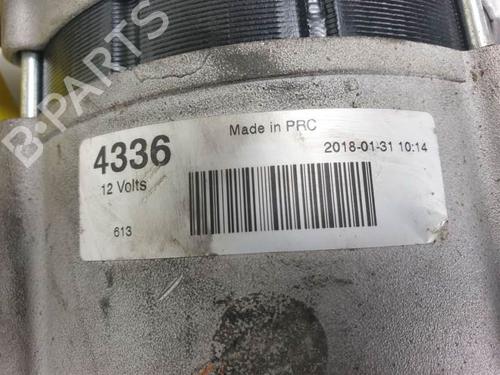 B-PARTS
Made in PRC
4336
2018-01-31 10:14
12 Volts
613